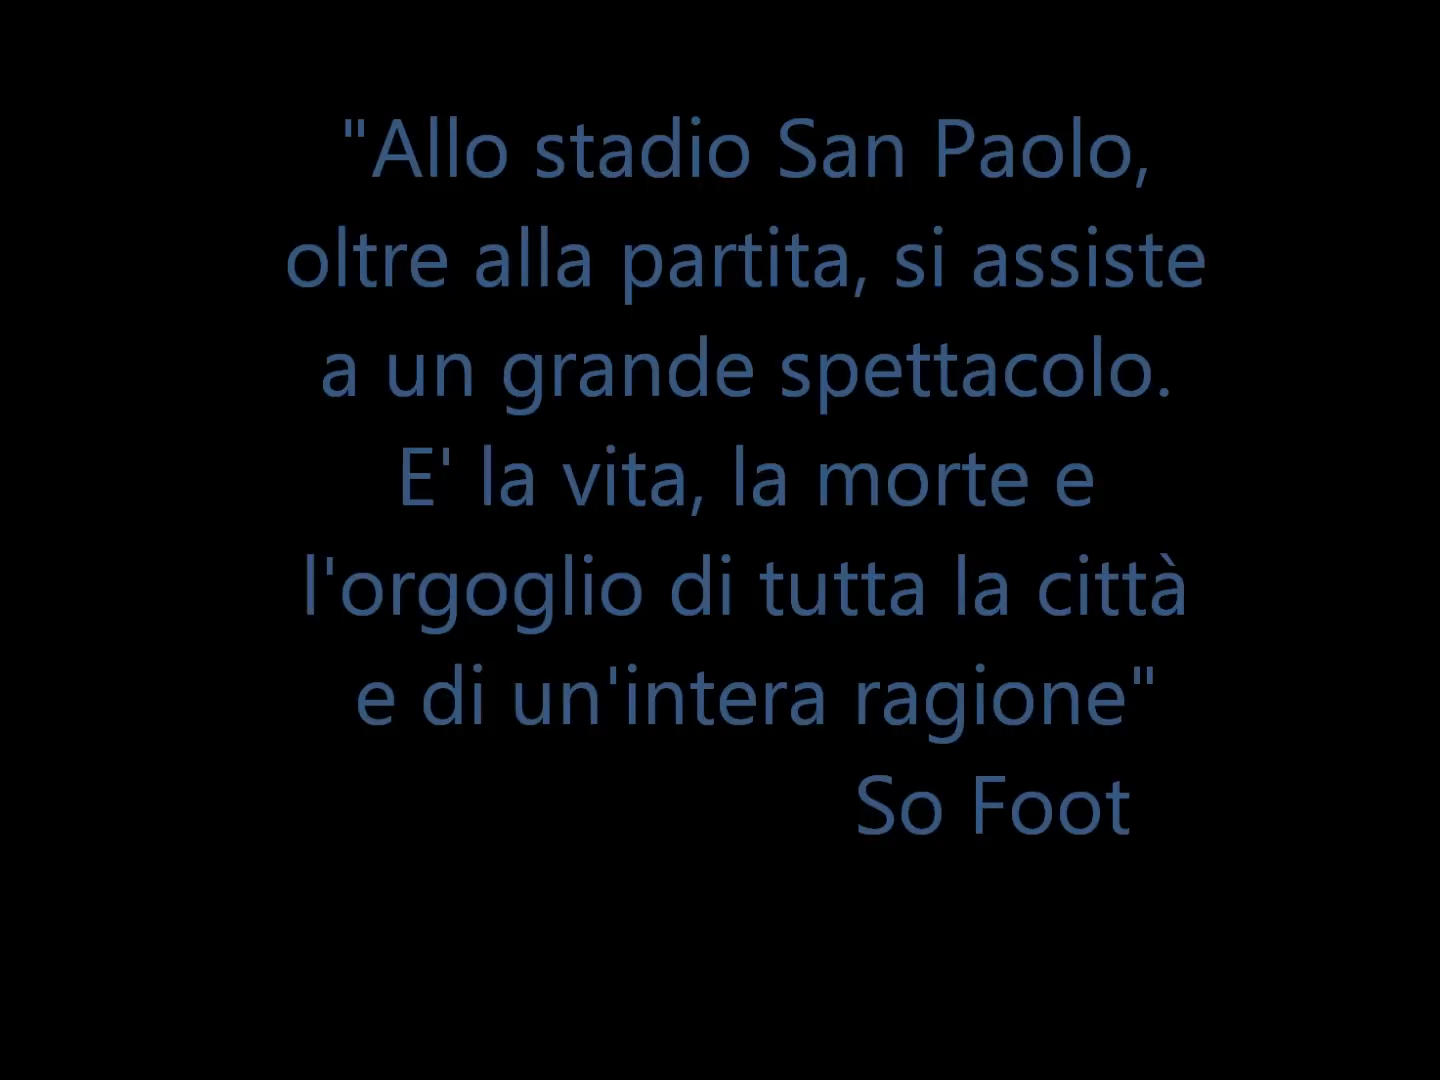 "Allo stadio San Paolo,
oltre alla partita, si assiste
a un grande spettacolo.
E' la vita, la morte e
l'orgoglio di tutta la città
e di un'intera ragione"
So Foot